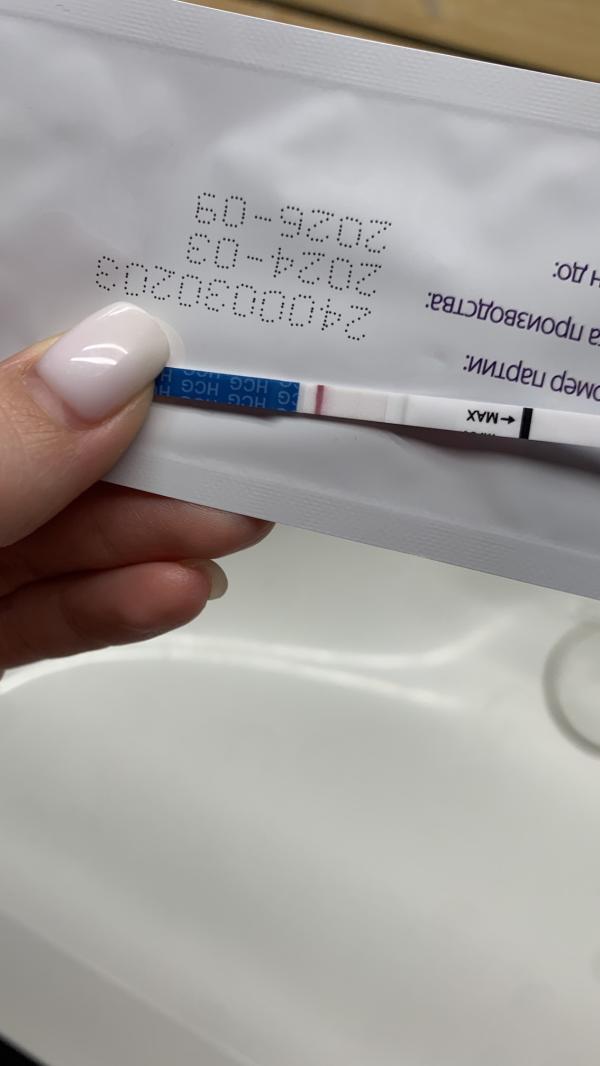 омер партии: 2400030203
а производства: 2024-03
н до: 2026-09
MAX
HCG HCG HCG